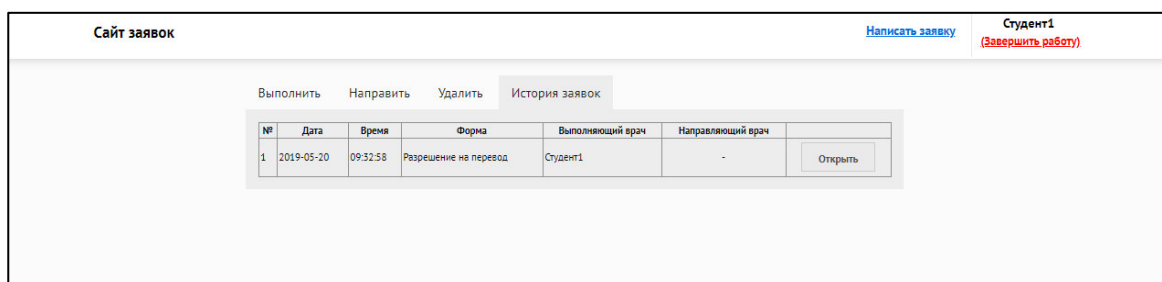 Сайт заявок
Написать заявку
Студент1
(Завершить работу)
Выполнить Направить Удалить История заявок
№ Дата Время Форма Выполняющий врач Направляющий врач
1 2019-05-20 09:32:58 Разрешение на перевод Студент1 - Открыть